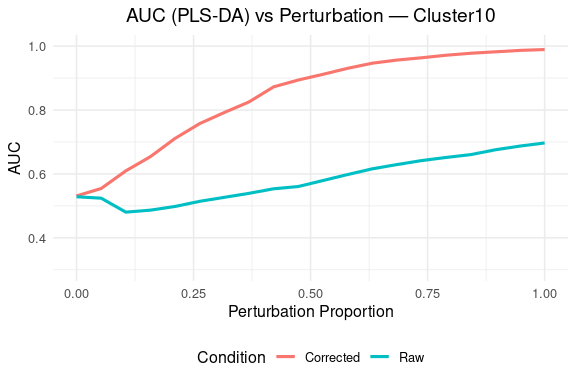 AUC (PLS-DA) vs Perturbation — Cluster10
1.0
0.8
0.6
0.4
AUC
0.00 0.25 0.50 0.75 1.00
Perturbation Proportion
Condition Corrected Raw